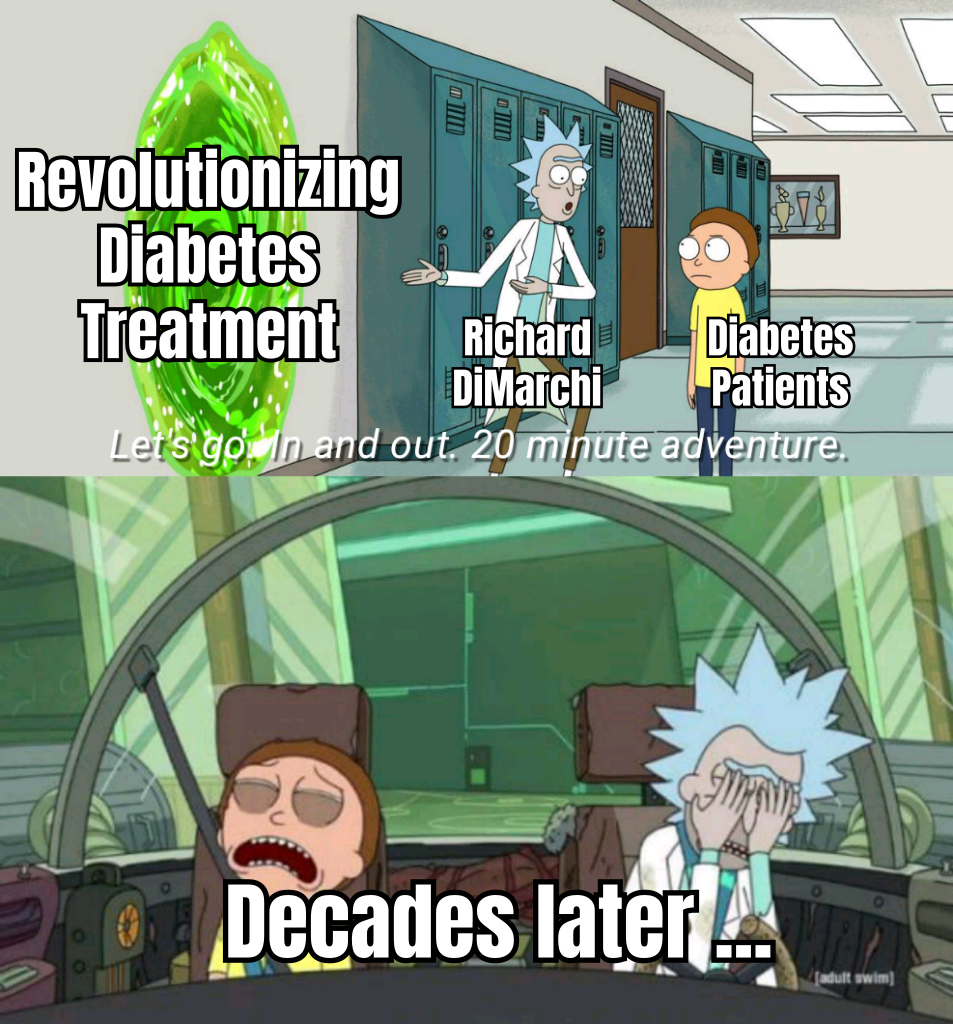 Revolutionizing
Diabetes
Treatment
Richard
DiMarchi
Diabetes
Patients
Let's go. In and out. 20 minute adventure.
Decades later ...
[adult swim]